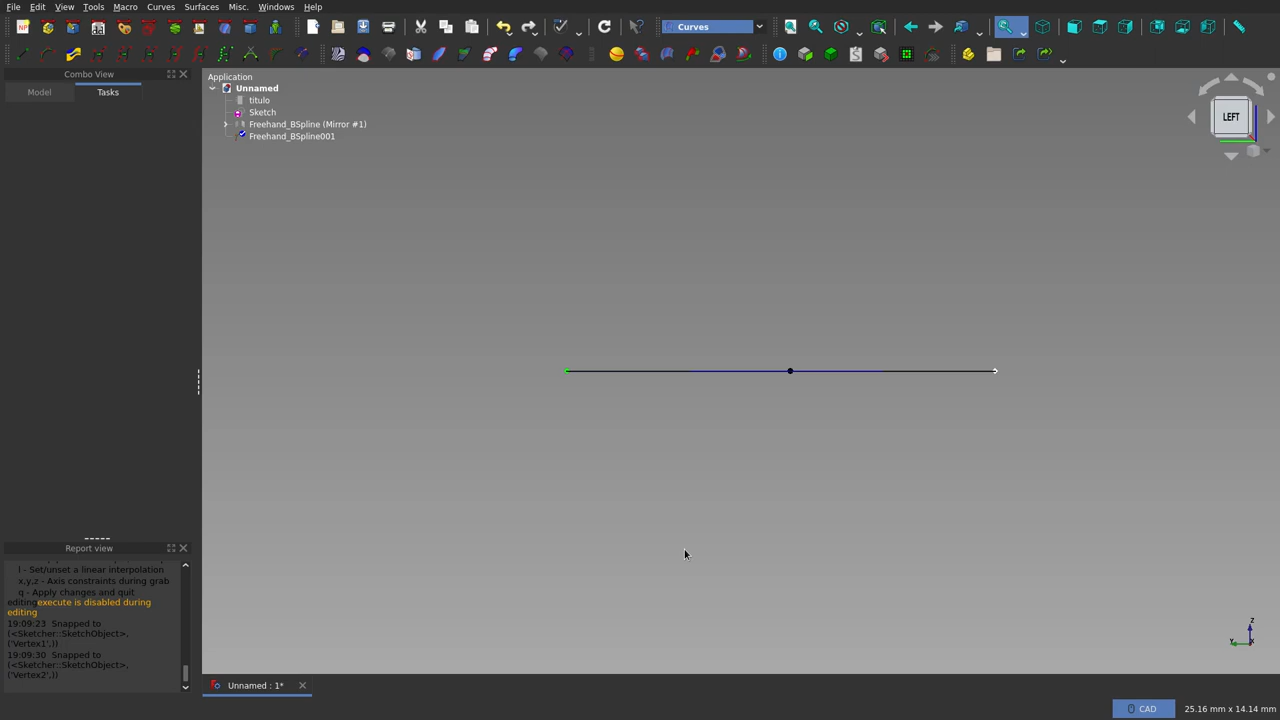 File Edit View Tools Macro Curves Surfaces Misc. Windows Help
Curves
Combo View
Model Tasks
Application
Unnamed
titulo
Sketch
Freehand_BSpline (Mirror #1)
Freehand_BSpline001
LEFT
Report view
l - Set/unset a linear interpolation
x,y,z - Axis constraints during grab
q - Apply changes and quit
editingexecute is disabled during
editing
19:09:23 Snapped to
(<Sketcher::SketchObject>,
('Vertex1',))
19:09:30 Snapped to
(<Sketcher::SketchObject>,
('Vertex2',))
Z
Y X
Unnamed : 1*
CAD 25.16 mm x 14.14 mm